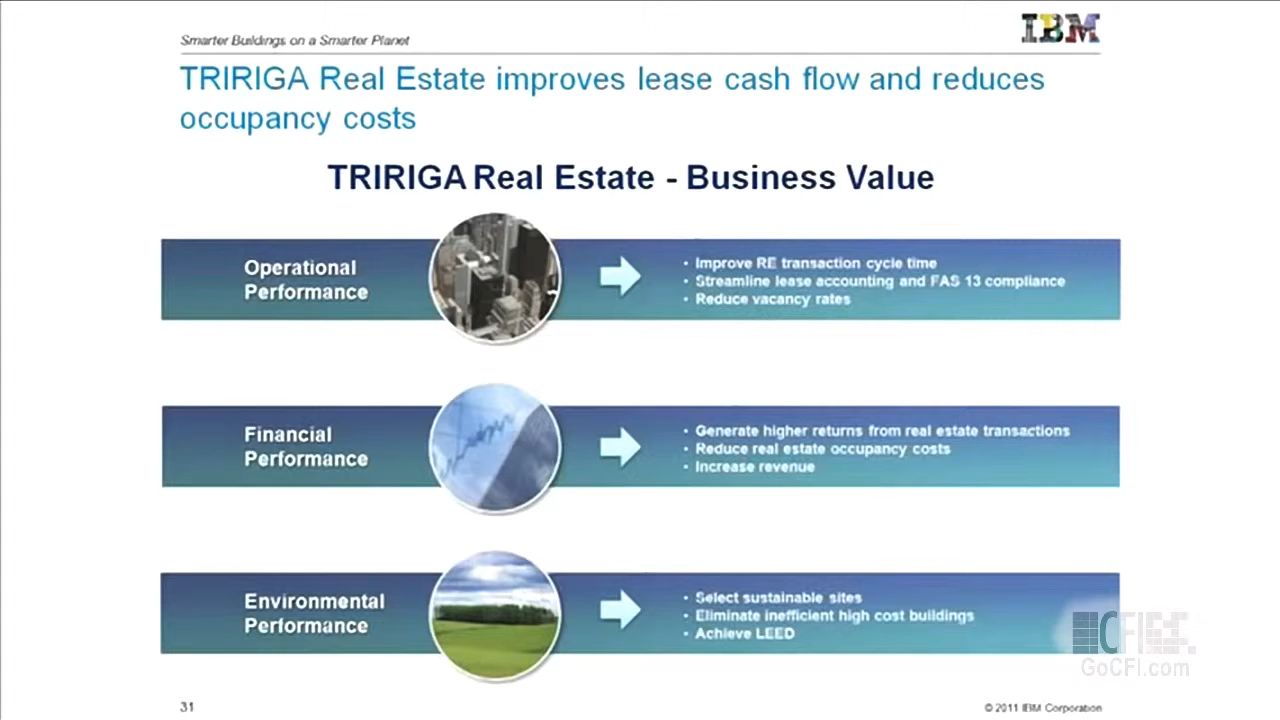 Smarter Buildings on a Smarter Planet
IBM
TRIRIGA Real Estate improves lease cash flow and reduces
occupancy costs
TRIRIGA Real Estate - Business Value
Operational
Performance
• Improve RE transaction cycle time
• Streamline lease accounting and FAS 13 compliance
• Reduce vacancy rates
Financial
Performance
• Generate higher returns from real estate transactions
• Reduce real estate occupancy costs
• Increase revenue
Environmental
Performance
• Select sustainable sites
• Eliminate inefficient high cost buildings
• Achieve LEED
CFI
GoCFI.com
31
© 2011 IBM Corporation